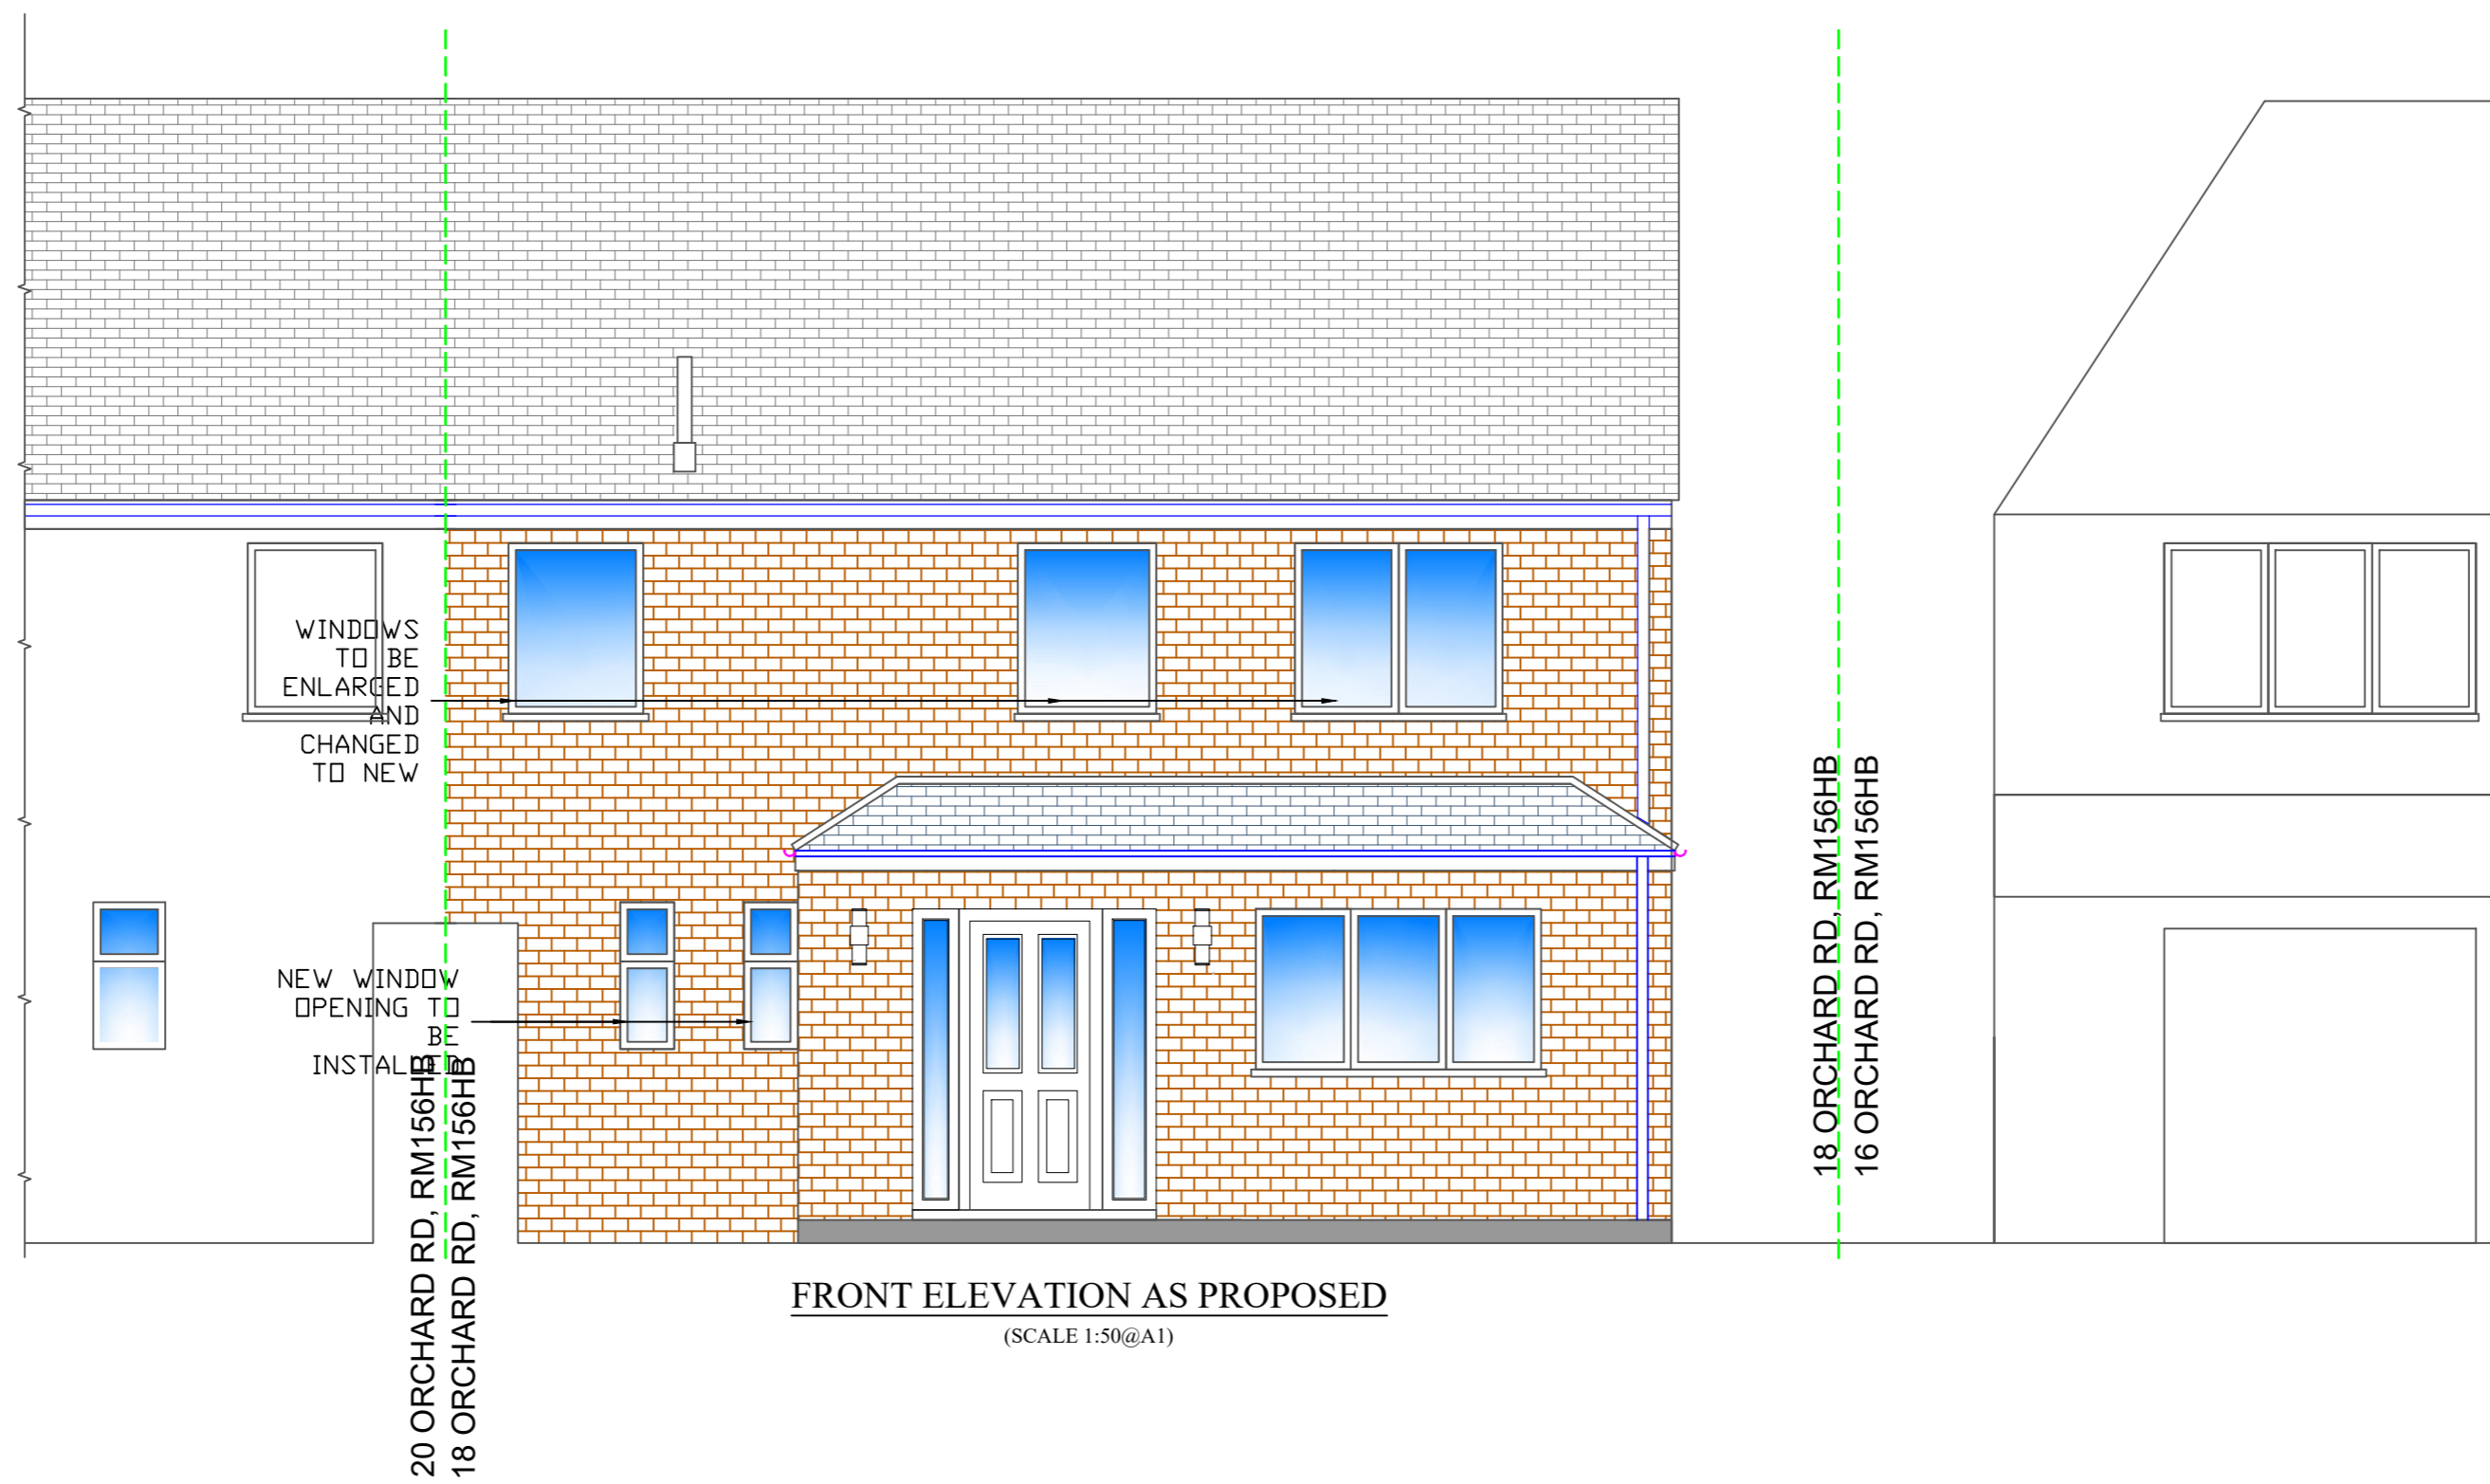 WINDOWS
TO BE
ENLARGED
AND
CHANGED
TO NEW
NEW WINDOW
OPENING TO
BE
INSTALLED
20 ORCHARD RD, RM156HB
18 ORCHARD RD, RM156HB
18 ORCHARD RD, RM156HB
16 ORCHARD RD, RM156HB
FRONT ELEVATION AS PROPOSED
(SCALE 1:50@A1)